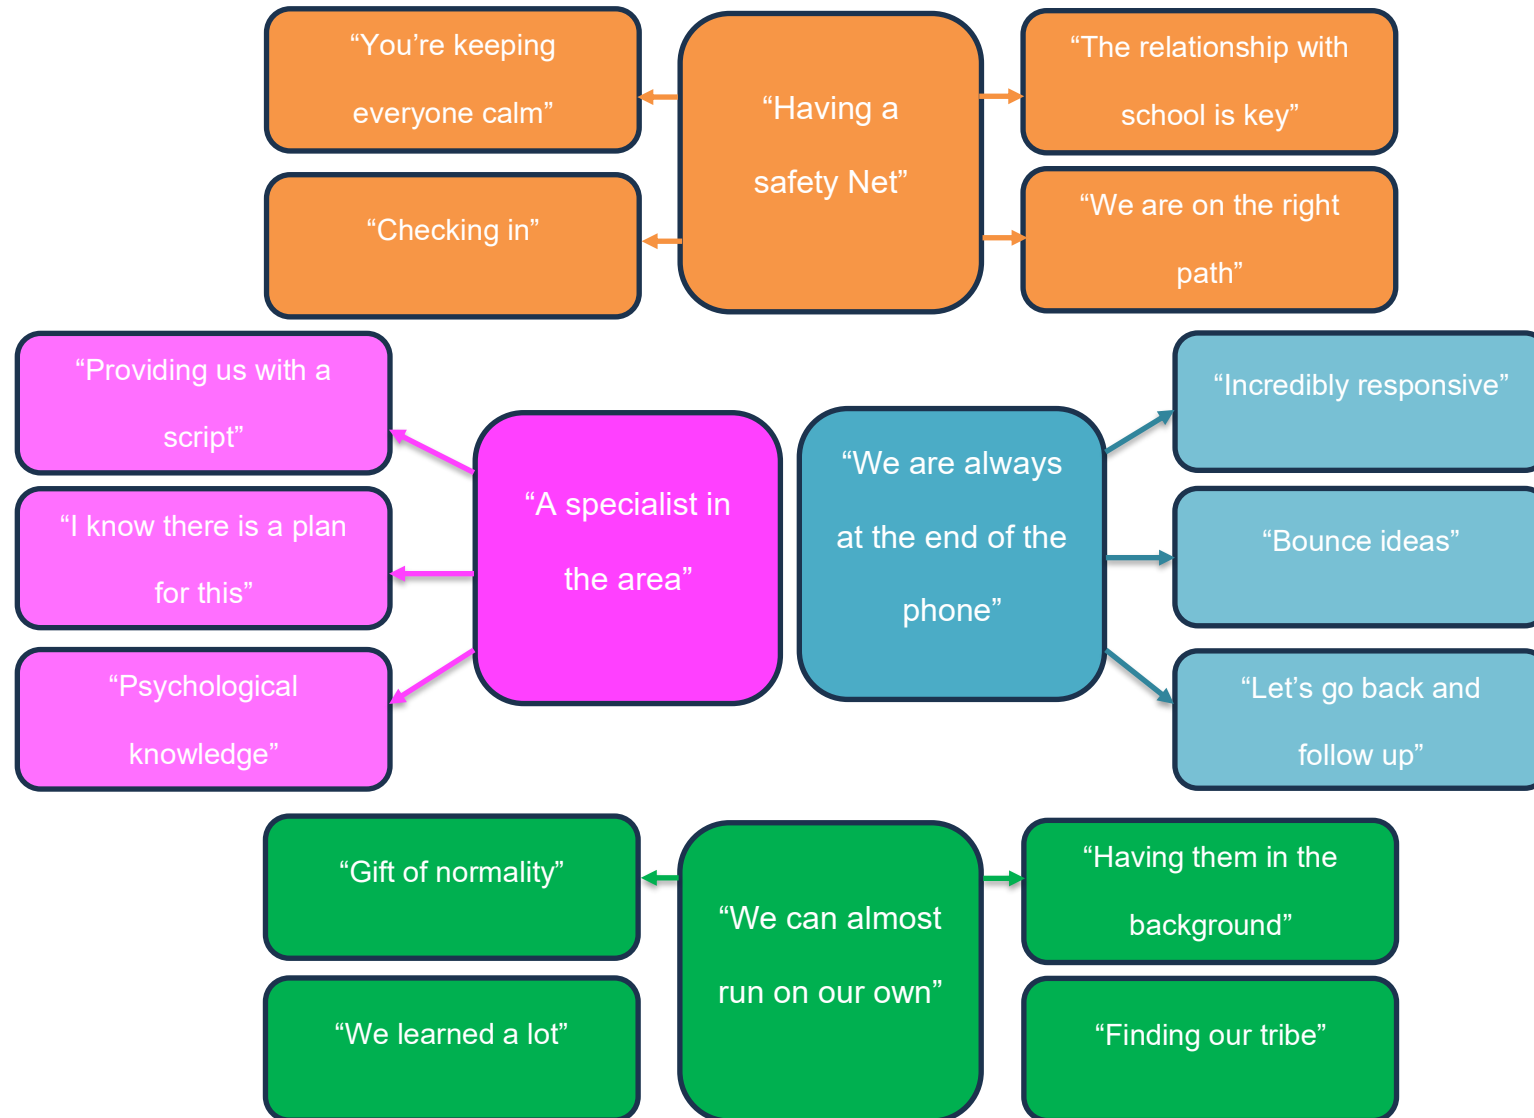 “You’re keeping
everyone calm”
“Checking in”
“Having a
safety Net”
“The relationship with
school is key”
“We are on the right
path”
“Providing us with a
script”
“I know there is a plan
for this”
“Psychological
knowledge”
“A specialist in
the area”
“We are always
at the end of the
phone”
“Incredibly responsive”
“Bounce ideas”
“Let’s go back and
follow up”
“Gift of normality”
“We learned a lot”
“We can almost
run on our own”
“Having them in the
background”
“Finding our tribe”